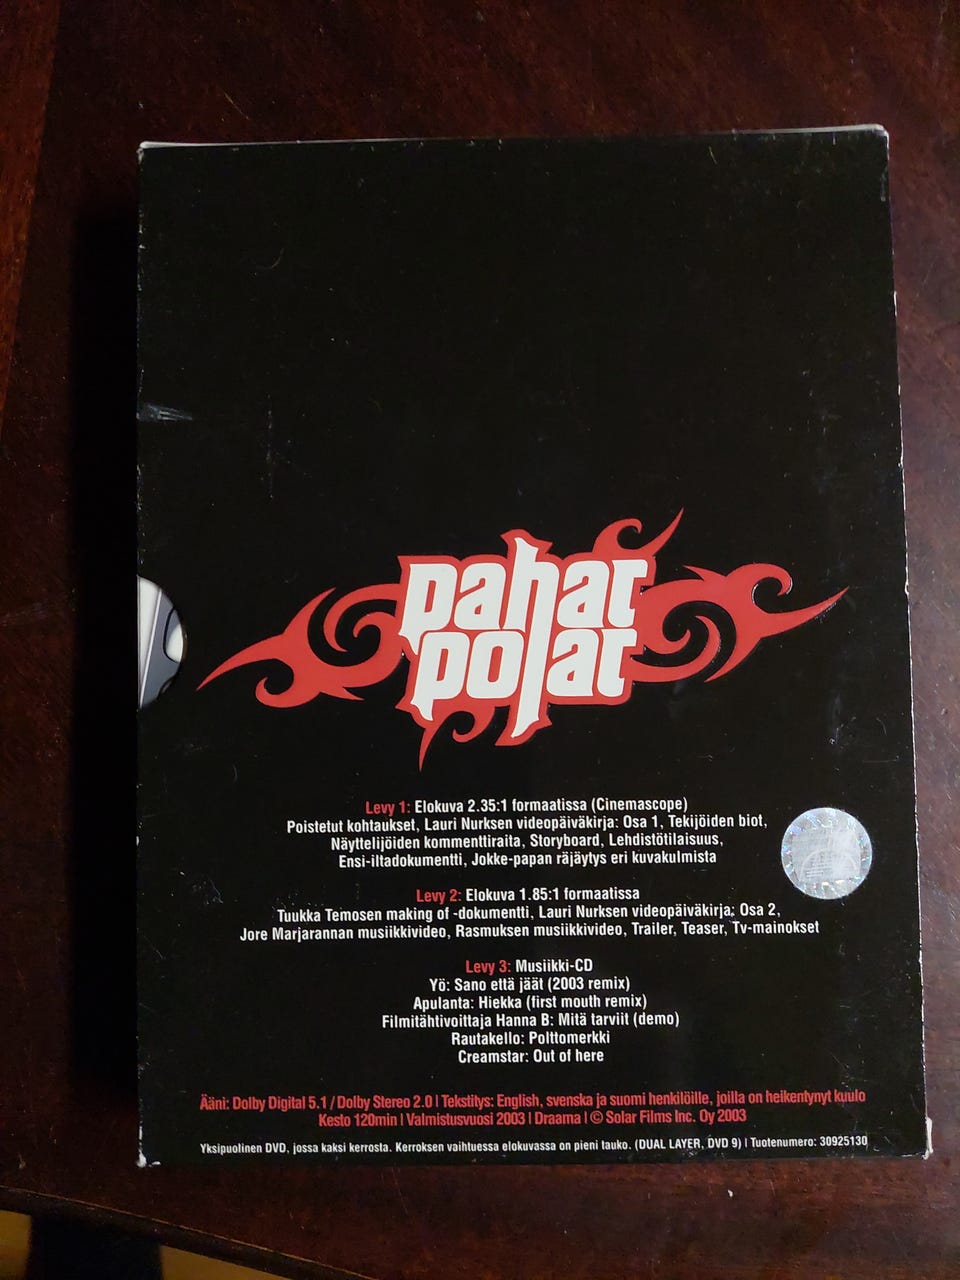 pahat
pojat
Levy 1: Elokuva 2.35:1 formaatissa (Cinemascope)
Poistetut kohtaukset, Lauri Nurksen videopäiväkirja: Osa 1, Tekijöiden biot,
Näyttelijöiden kommenttiraita, Storyboard, Lehdistötilaisuus,
Ensi-iltadokumentti, Jokke-papan räjäytys eri kuvakulmista
Levy 2: Elokuva 1.85:1 formaatissa
Tuukka Temosen making of -dokumentti, Lauri Nurksen videopäiväkirja: Osa 2,
Jore Marjarannan musiikkivideo, Rasmuksen musiikkivideo, Trailer, Teaser, Tv-mainokset
Levy 3: Musiikki-CD
Yö: Sano että jäät (2003 remix)
Apulanta: Hiekka (first mouth remix)
Filmitähtivoittaja Hanna B: Mitä tarviit (demo)
Rautakello: Polttomerkki
Creamstar: Out of here
Ääni: Dolby Digital 5.1 / Dolby Stereo 2.0 | Tekstitys: English, svenska ja suomi henkilöille, joilla on heikentynyt kuulo
Kesto 120min | Valmistusvuosi 2003 | Draama | © Solar Films Inc. Oy 2003
Yksipuolinen DVD, jossa kaksi kerrosta. Kerroksen vaihtuessa elokuvassa on pieni tauko. (DUAL LAYER, DVD 9) | Tuotenumero: 30925130